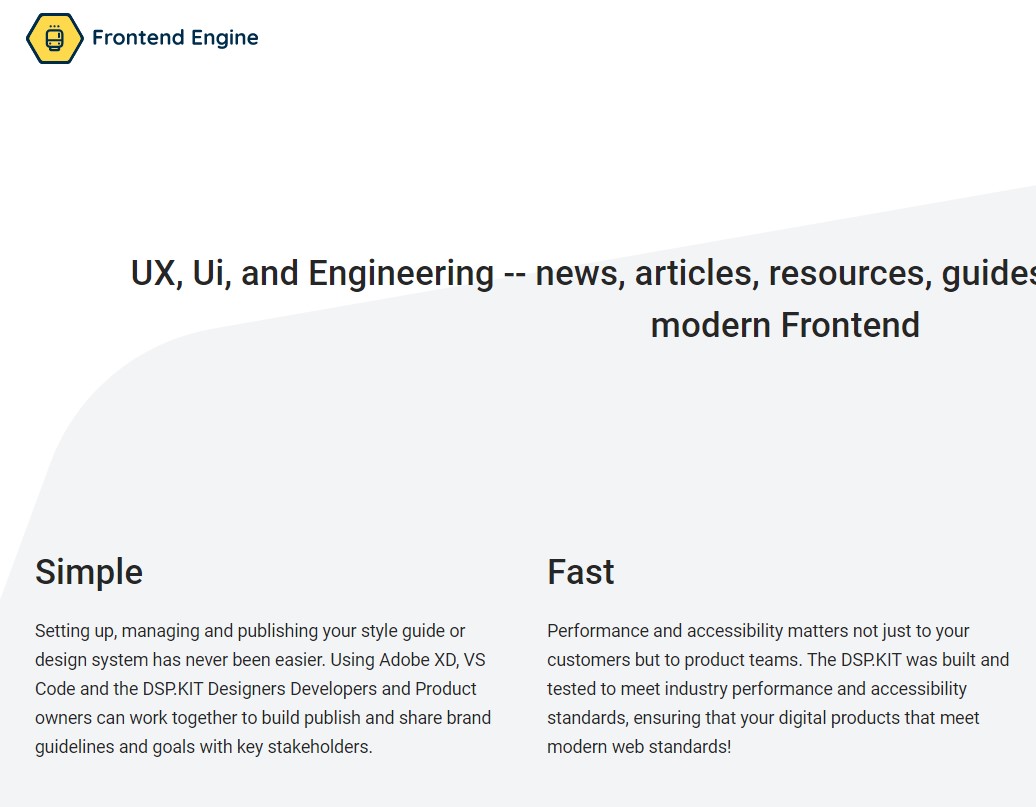 Frontend Engine
UX, Ui, and Engineering -- news, articles, resources, guides
modern Frontend
Simple
Setting up, managing and publishing your style guide or
design system has never been easier. Using Adobe XD, VS
Code and the DSP.KIT Designers Developers and Product
owners can work together to build publish and share brand
guidelines and goals with key stakeholders.
Fast
Performance and accessibility matters not just to your
customers but to product teams. The DSP.KIT was built and
tested to meet industry performance and accessibility
standards, ensuring that your digital products that meet
modern web standards!